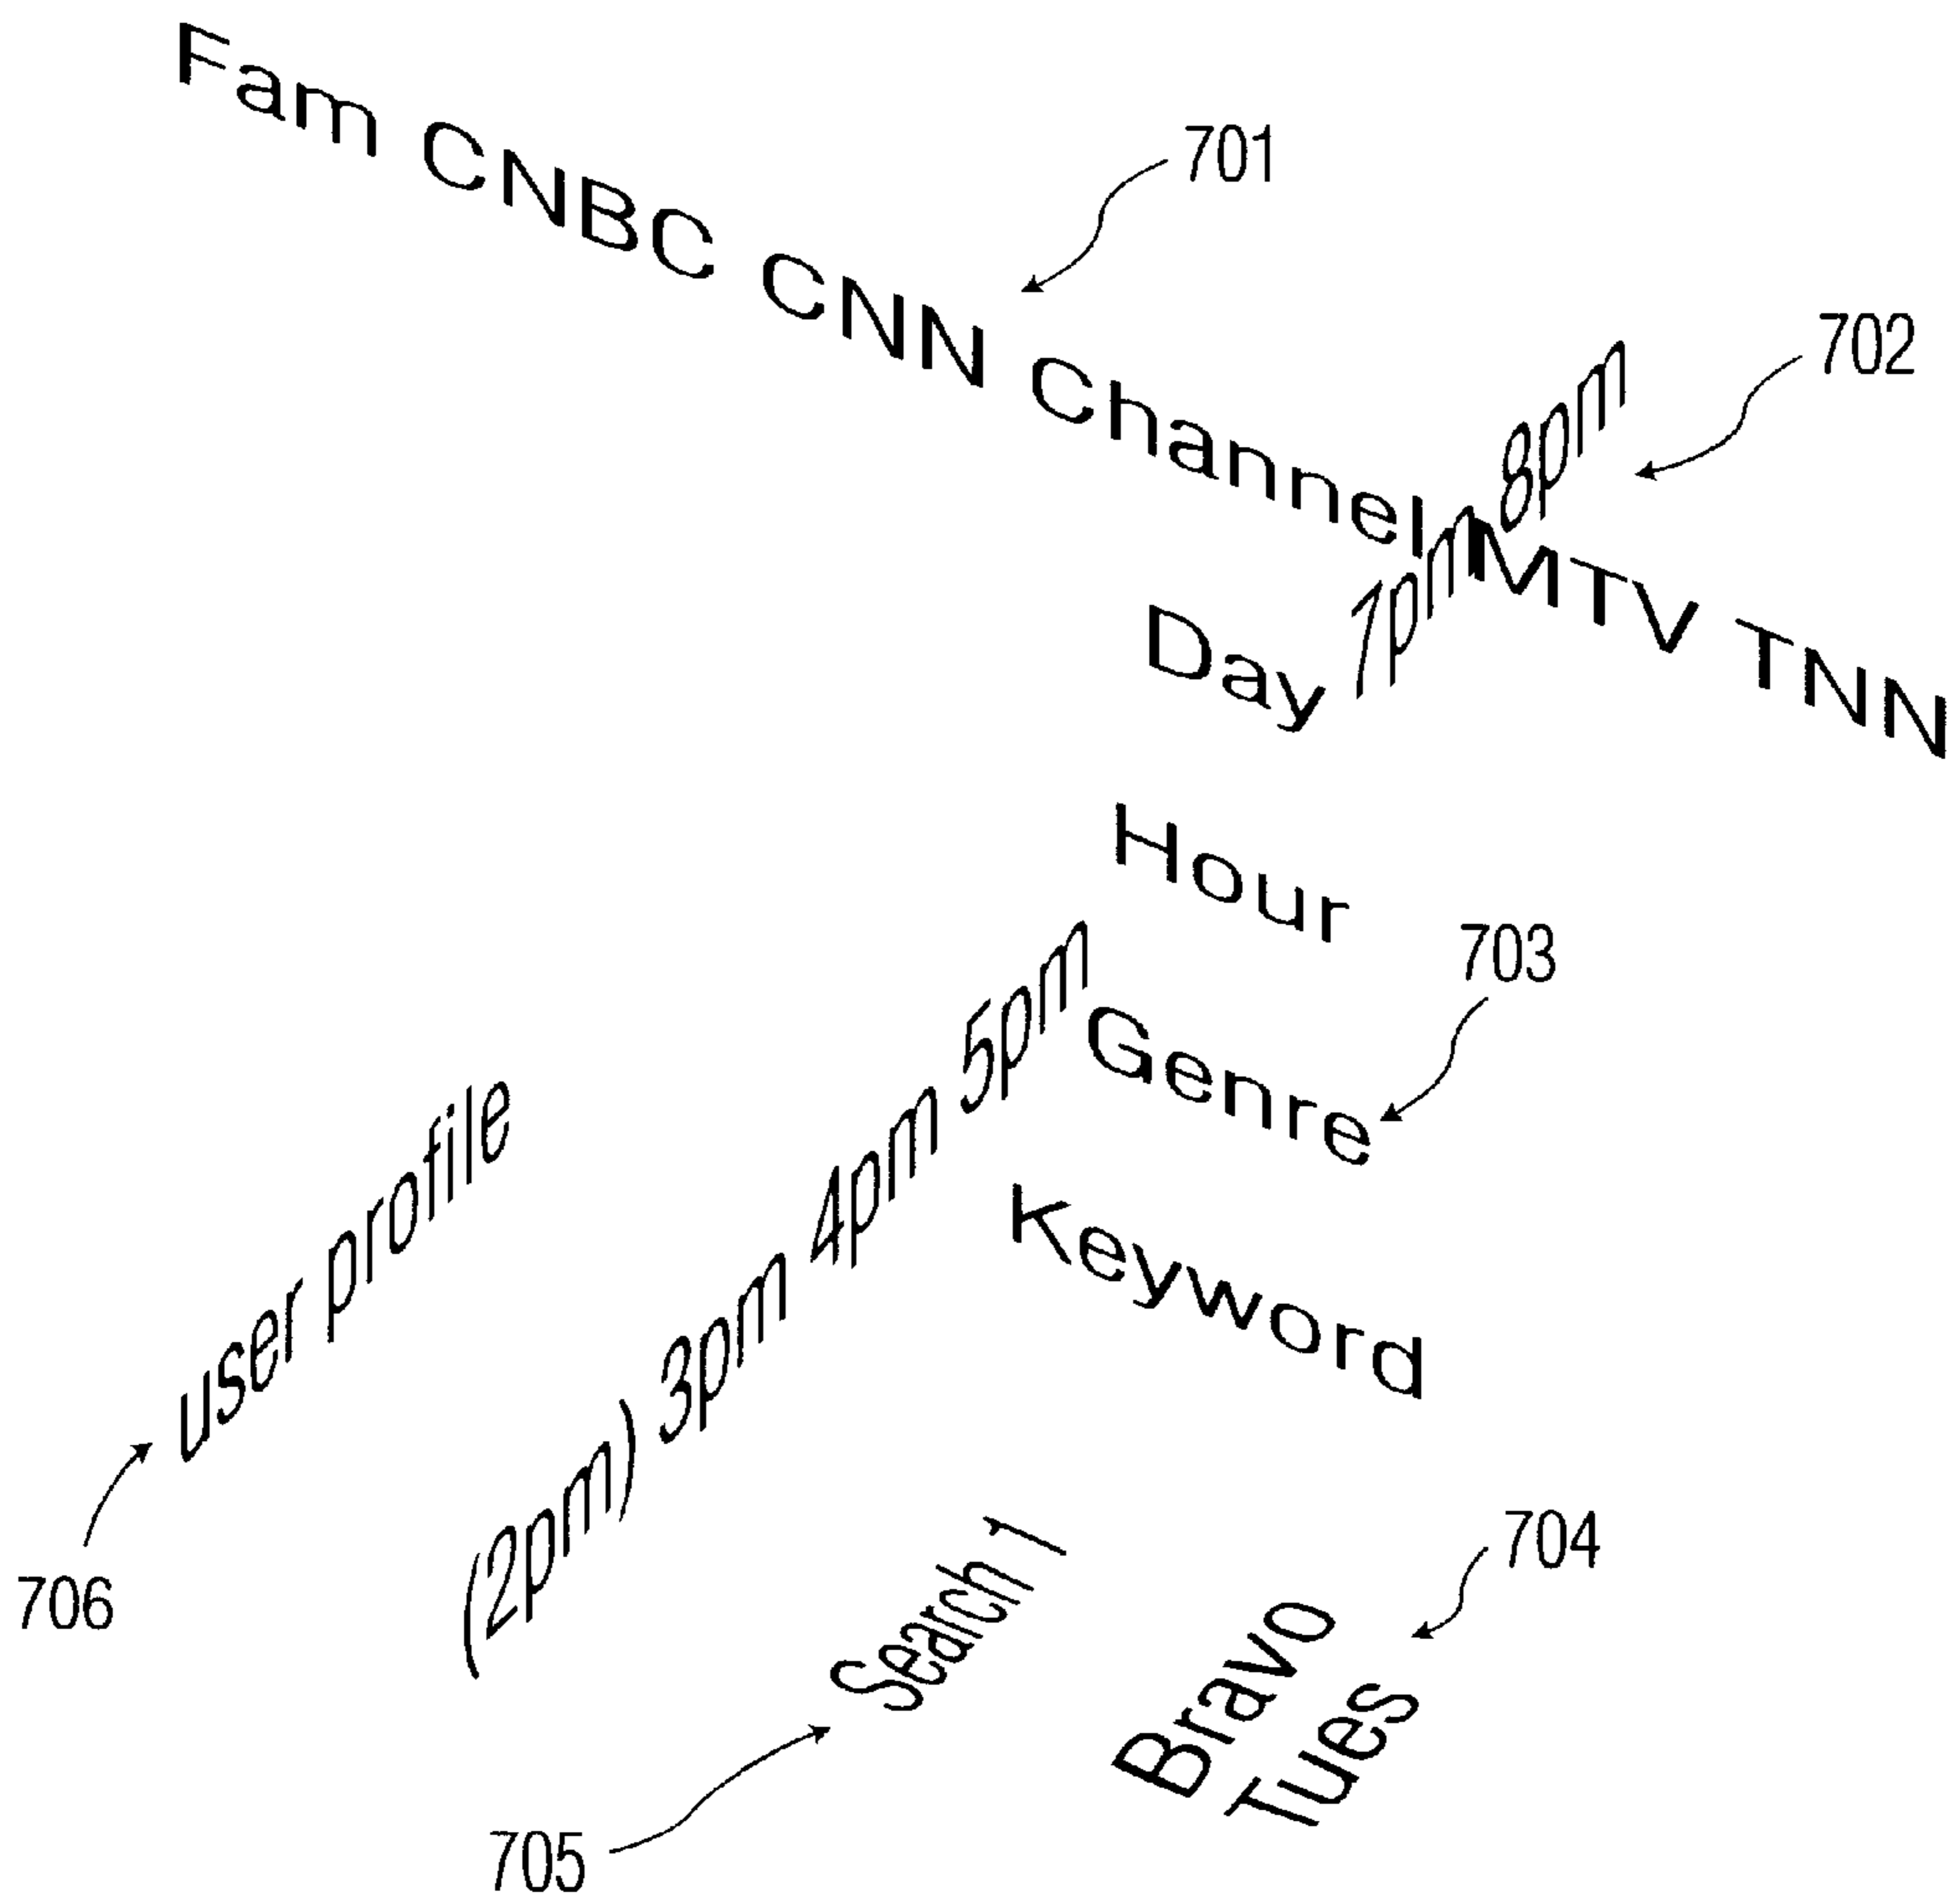 Fam CNBC CNN Channel MTV TNN
701
702
7pm 8pm
Day
Hour
Genre
703
Keyword
(2pm) 3pm 4pm 5pm
user profile
706
Search 1
705
Bravo
Tues
704